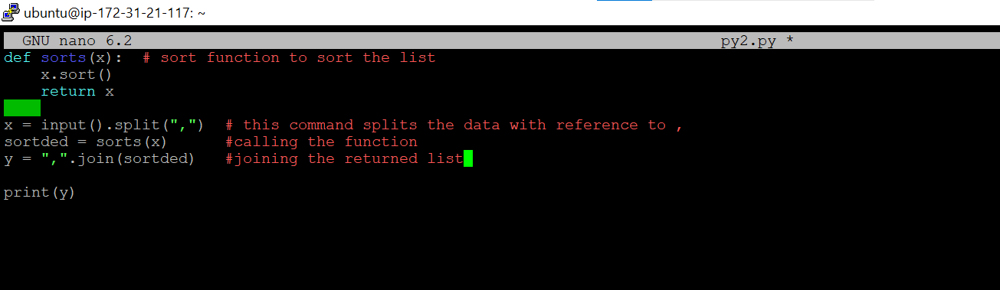 ubuntu@ip-172-31-21-117: ~
GNU nano 6.2 py2.py *
def sorts(x):  # sort function to sort the list
    x.sort()
    return x
x = input().split(",")  # this command splits the data with reference to ,
sortded = sorts(x)      #calling the function
y = ",".join(sortded)   #joining the returned list
print(y)